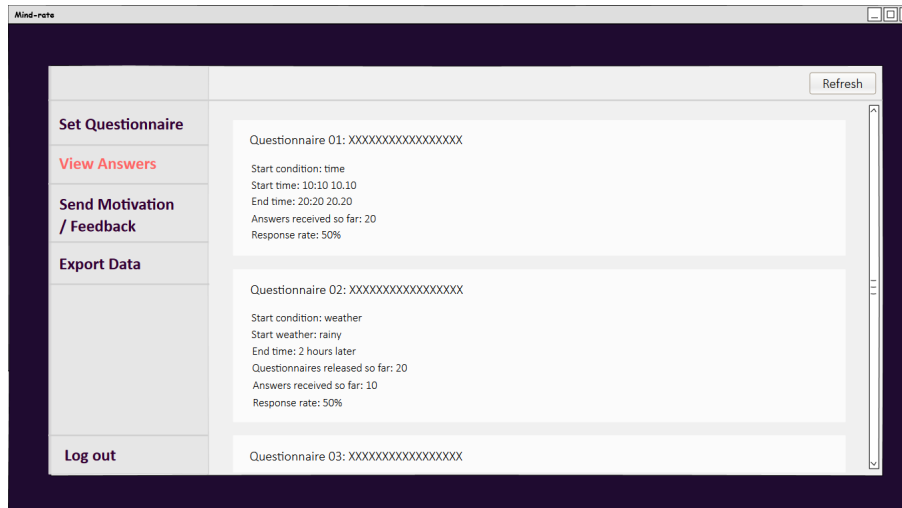 Mind-rate
Refresh
Set Questionnaire
View Answers
Send Motivation
/ Feedback
Export Data
Log out
Questionnaire 01: XXXXXXXXXXXXXXXXX
Start condition: time
Start time: 10:10 10.10
End time: 20:20 20.20
Answers received so far: 20
Response rate: 50%
Questionnaire 02: XXXXXXXXXXXXXXXXX
Start condition: weather
Start weather: rainy
End time: 2 hours later
Questionnaires released so far: 20
Answers received so far: 10
Response rate: 50%
Questionnaire 03: XXXXXXXXXXXXXXXXX